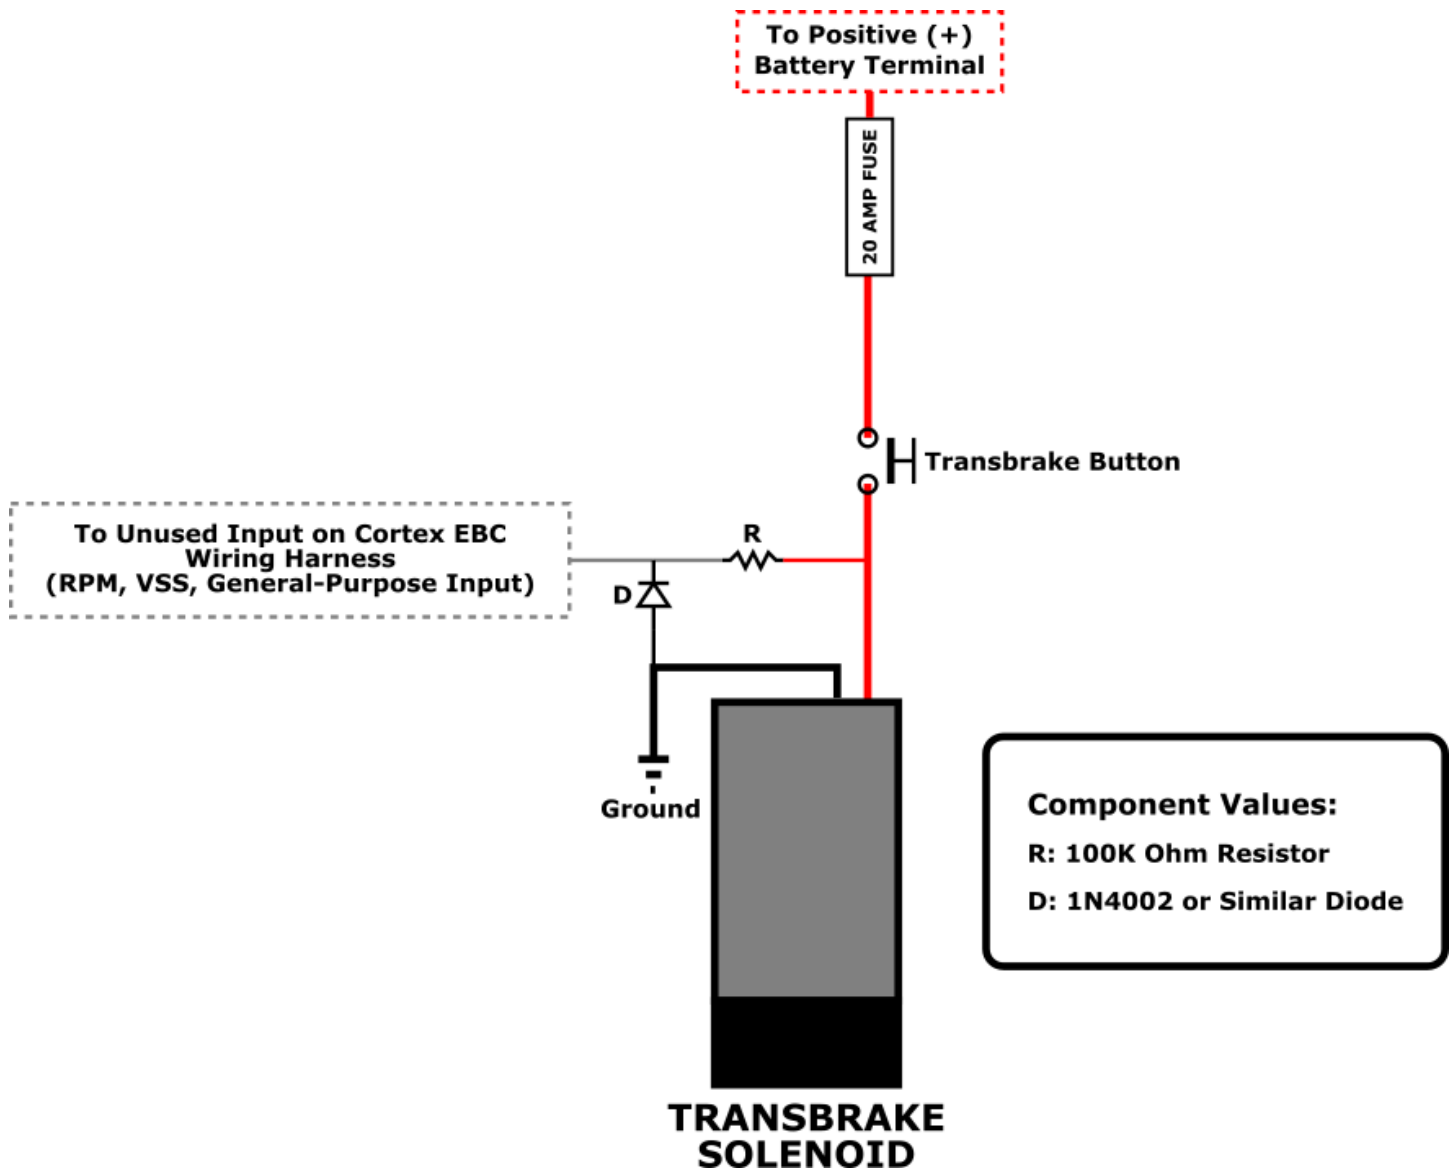 To Positive (+)
Battery Terminal
20 AMP FUSE
Transbrake Button
To Unused Input on Cortex EBC
Wiring Harness
(RPM, VSS, General-Purpose Input)
R
D
Ground
Component Values:
R: 100K Ohm Resistor
D: 1N4002 or Similar Diode
TRANSBRAKE
SOLENOID